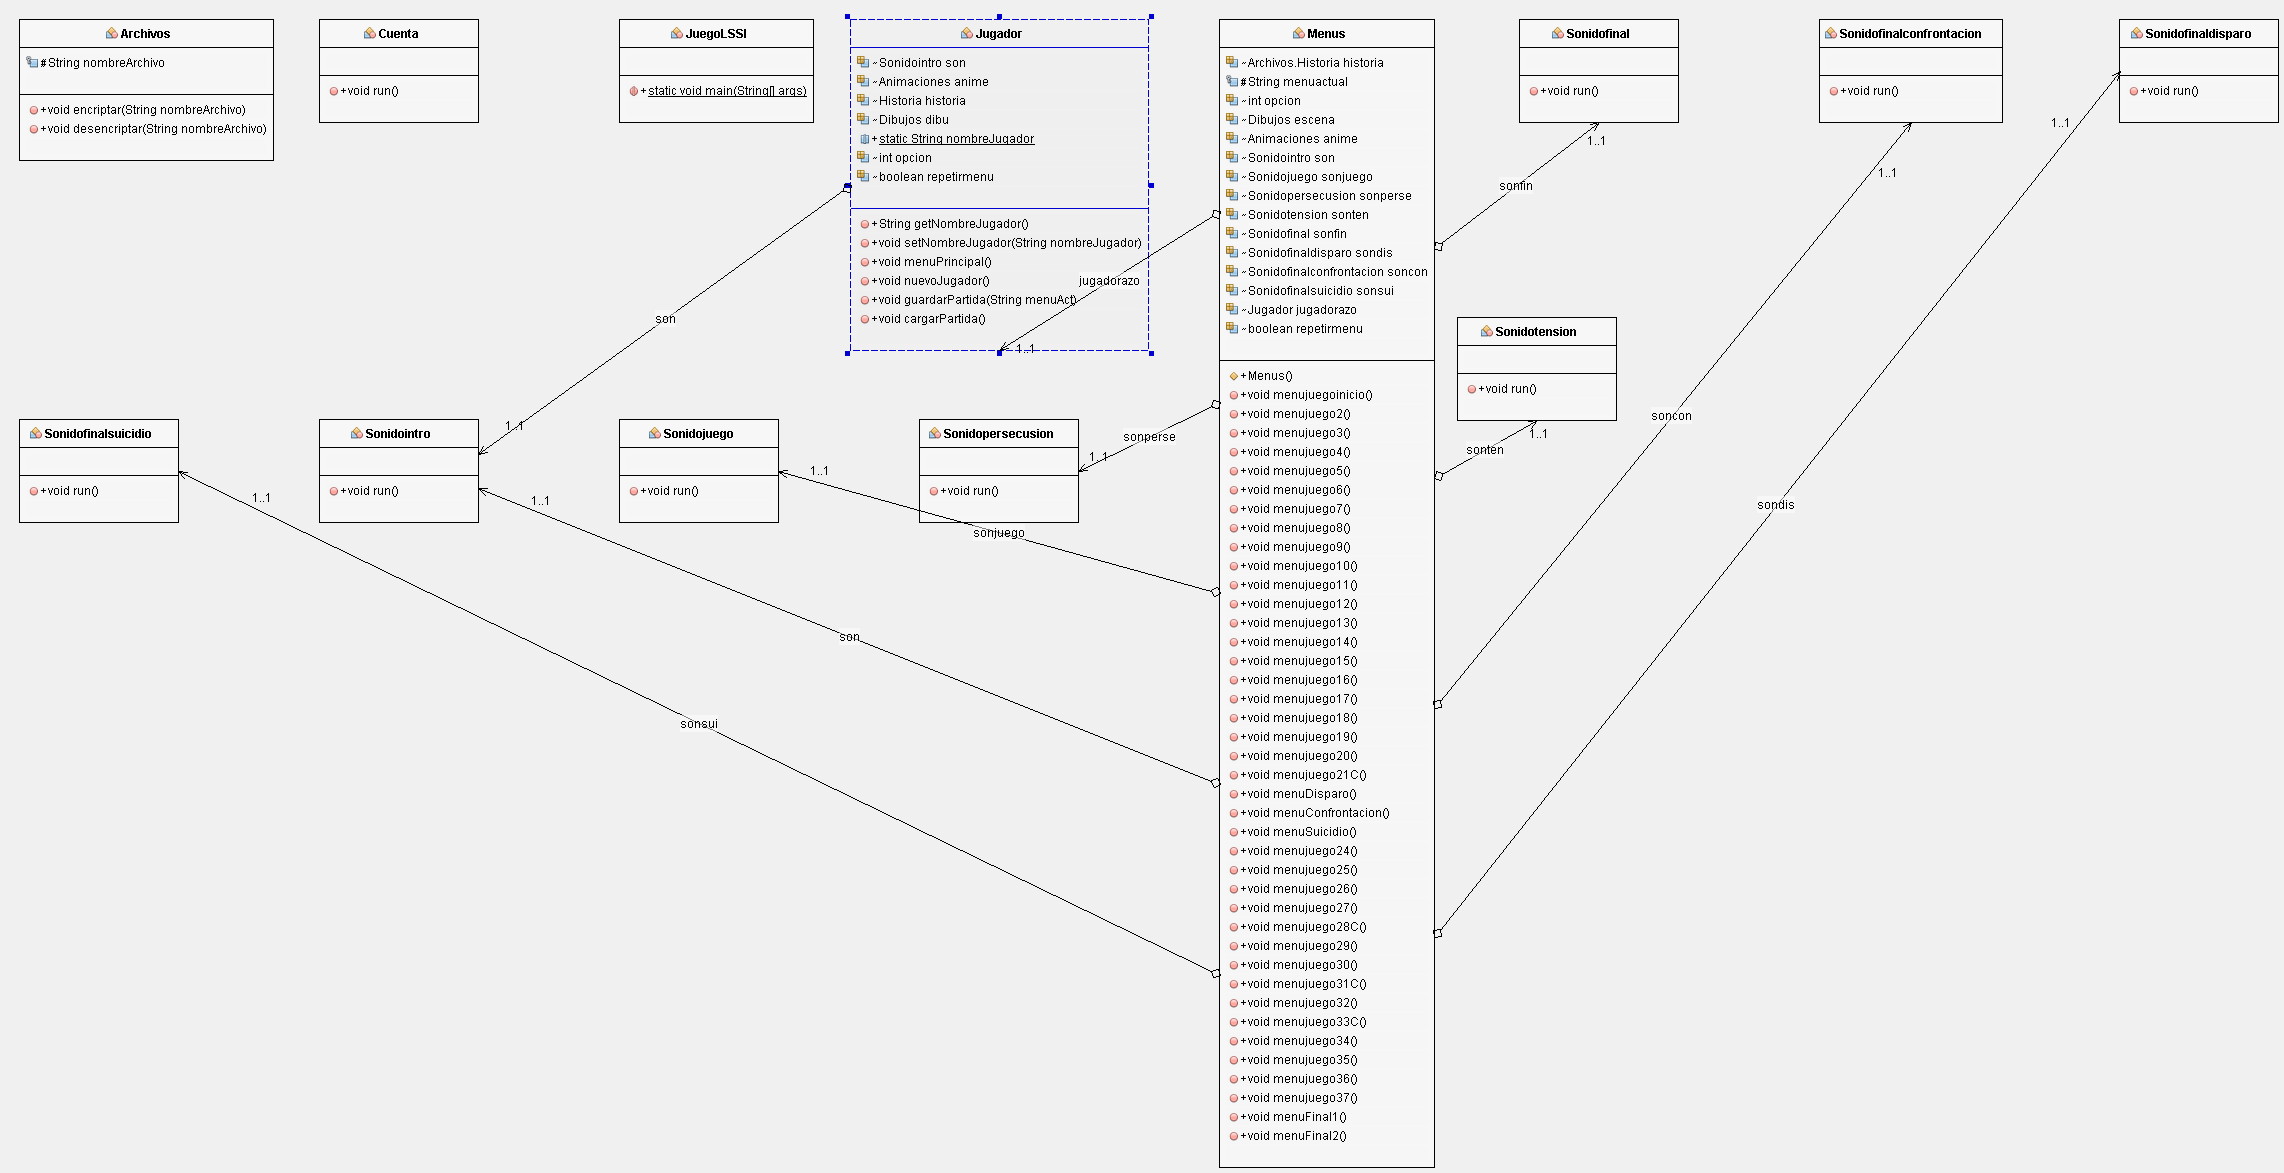 Archivos
#String nombreArchivo
+void encriptar(String nombreArchivo)
+void desencriptar(String nombreArchivo)
Cuenta
+void run()
JuegoLSSI
+static void main(String[] args)
Jugador
~Sonidointro son
~Animaciones anime
~Historia historia
~Dibujos dibu
+static String nombreJugador
~int opcion
~boolean repetirmenu
+String getNombreJugador()
+void setNombreJugador(String nombreJugador)
+void menuPrincipal()
+void nuevoJugador()
+void guardarPartida(String menuAct)
+void cargarPartida()
Menus
~Archivos.Historia historia
#String menuactual
~int opcion
~Dibujos escena
~Animaciones anime
~Sonidointro son
~Sonidojuego sonjuego
~Sonidopersecusion sonperse
~Sonidotension sonten
~Sonidofinal sonfin
~Sonidofinaldisparo sondis
~Sonidofinalconfrontacion soncon
~Sonidofinalsuicidio sonsui
~Jugador jugadorazo
~boolean repetirmenu
+Menus()
+void menujuegoinicio()
+void menujuego2()
+void menujuego3()
+void menujuego4()
+void menujuego5()
+void menujuego6()
+void menujuego7()
+void menujuego8()
+void menujuego9()
+void menujuego10()
+void menujuego11()
+void menujuego12()
+void menujuego13()
+void menujuego14()
+void menujuego15()
+void menujuego16()
+void menujuego17()
+void menujuego18()
+void menujuego19()
+void menujuego20()
+void menujuego21C()
+void menuDisparo()
+void menuConfrontacion()
+void menuSuicidio()
+void menujuego24()
+void menujuego25()
+void menujuego26()
+void menujuego27()
+void menujuego28C()
+void menujuego29()
+void menujuego30()
+void menujuego31C()
+void menujuego32()
+void menujuego33C()
+void menujuego34()
+void menujuego35()
+void menujuego36()
+void menujuego37()
+void menuFinal1()
+void menuFinal2()
Sonidofinal
+void run()
Sonidofinalconfrontacion
+void run()
Sonidofinaldisparo
+void run()
Sonidotension
+void run()
Sonidofinalsuicidio
+void run()
Sonidointro
+void run()
Sonidojuego
+void run()
Sonidopersecusion
+void run()
son
1..1
jugadorazo
1..1
sonfin
1..1
1..1
soncon
1..1
sondis
sonperse
1..1
sonten
1..1
sonjuego
1..1
son
1..1
sonsui
1..1